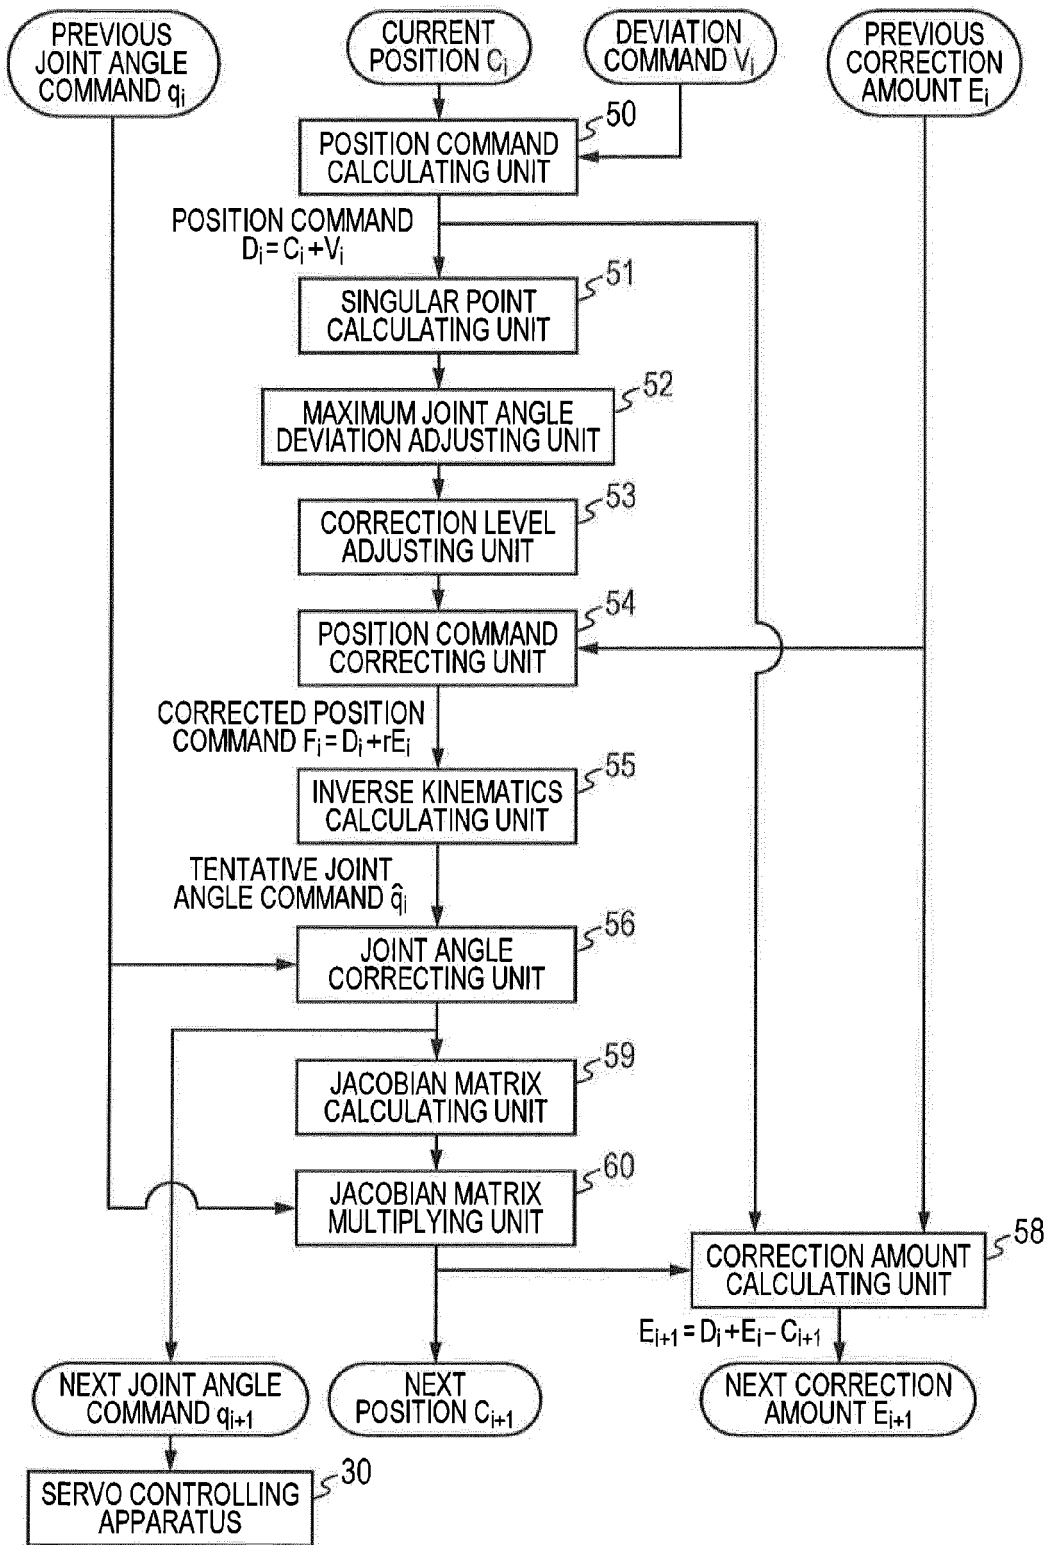 PREVIOUS
JOINT ANGLE
COMMAND qi
CURRENT
POSITION Ci
DEVIATION
COMMAND Vi
PREVIOUS
CORRECTION
AMOUNT Ei
50
POSITION COMMAND
CALCULATING UNIT
POSITION COMMAND
Di=Ci+Vi
51
SINGULAR POINT
CALCULATING UNIT
52
MAXIMUM JOINT ANGLE
DEVIATION ADJUSTING UNIT
53
CORRECTION LEVEL
ADJUSTING UNIT
54
POSITION COMMAND
CORRECTING UNIT
CORRECTED POSITION
COMMAND Fi=Di+rEi
55
INVERSE KINEMATICS
CALCULATING UNIT
TENTATIVE JOINT
ANGLE COMMAND q̂i
56
JOINT ANGLE
CORRECTING UNIT
59
JACOBIAN MATRIX
CALCULATING UNIT
60
JACOBIAN MATRIX
MULTIPLYING UNIT
58
CORRECTION AMOUNT
CALCULATING UNIT
Ei+1=Di+Ei-Ci+1
NEXT JOINT ANGLE
COMMAND qi+1
NEXT
POSITION Ci+1
NEXT CORRECTION
AMOUNT Ei+1
30
SERVO CONTROLLING
APPARATUS